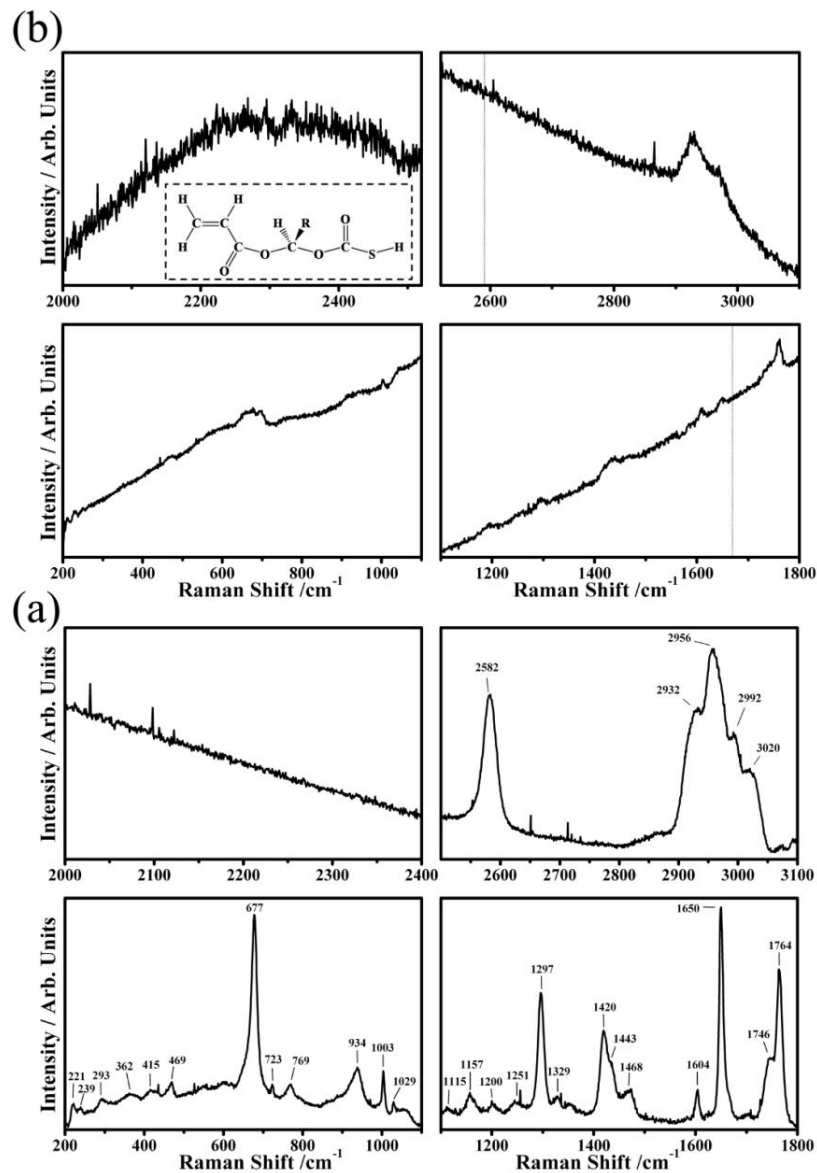 (b)
Intensity / Arb. Units
H H H R O
H O C O C S H
O
2000 2200 2400
2600 2800 3000
Intensity / Arb. Units
200 400 600 800 1000
Raman Shift /cm-1
1200 1400 1600 1800
Raman Shift /cm-1
(a)
Intensity / Arb. Units
2000 2100 2200 2300 2400
2582 2932 2956 2992 3020
2500 2600 2700 2800 2900 3000 3100
Intensity / Arb. Units
221 239 293 362 415 469 677 723 769 934 1003 1029
200 400 600 800 1000
Raman Shift/cm-1
1115 1157 1200 1251 1297 1329 1420 1443 1468 1604 1650 1746 1764
1200 1300 1400 1500 1600 1700 1800
Raman Shift/cm-1